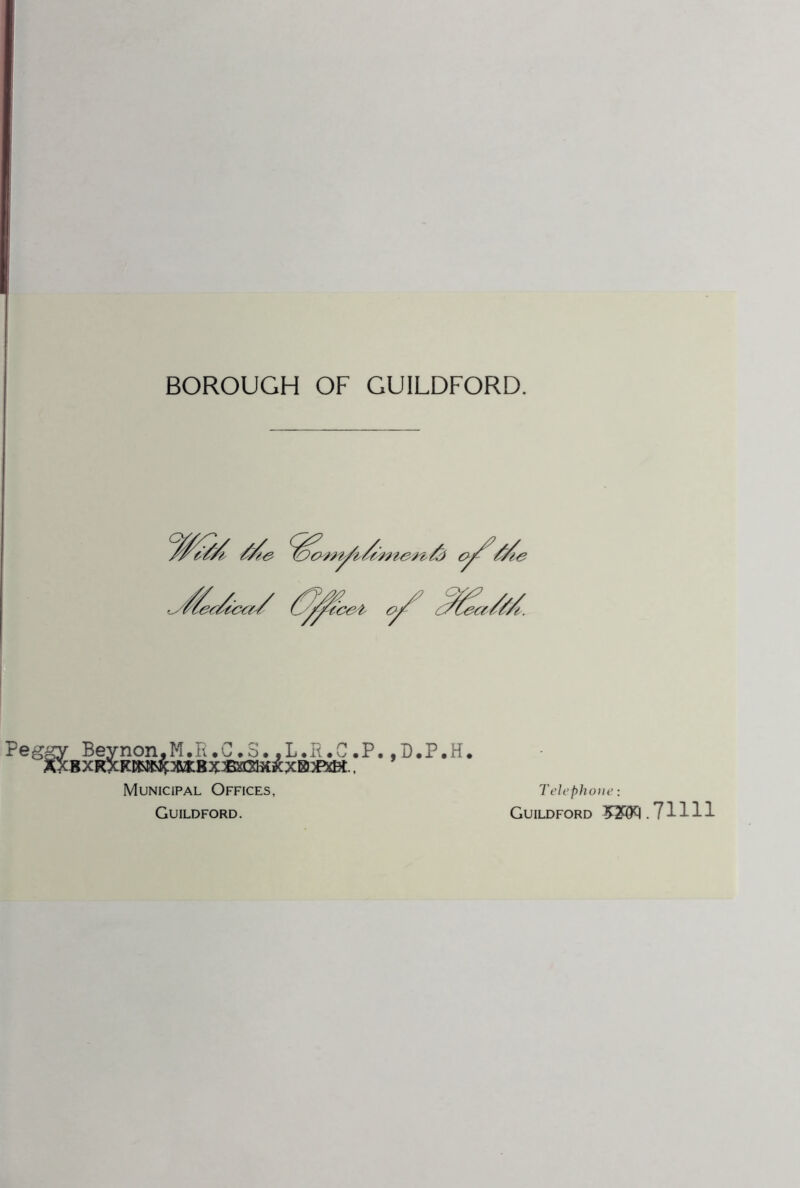 BOROUGH OF GUILDFORD.
With the Compliments of the
Medical Officer of Health.
Peggy Beynon,M.R.C.S.,L.R.C.P.,D.P.H.
MUNICIPAL OFFICES,
GUILDFORD.
Telephone:
GUILDFORD 71111